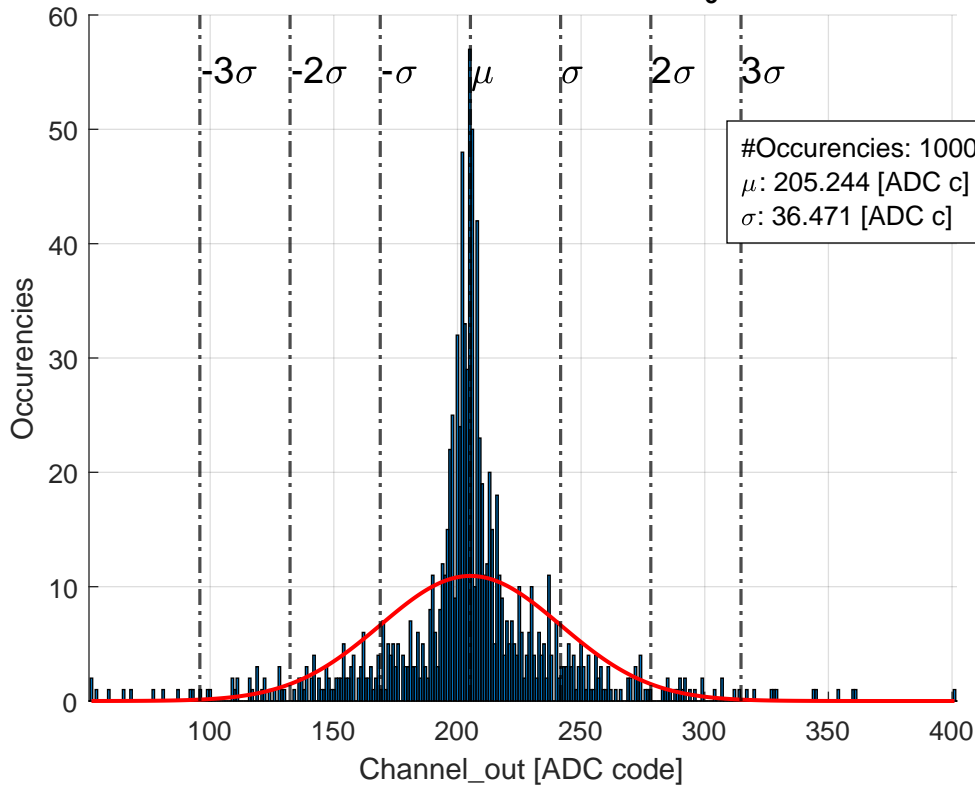 60
50
40
30
20
10
0
-3σ -2σ -σ μ σ 2σ 3σ
#Occurencies: 1000
μ: 205.244 [ADC c]
σ: 36.471 [ADC c]
Occurencies
100 150 200 250 300 350 400
Channel_out [ADC code]